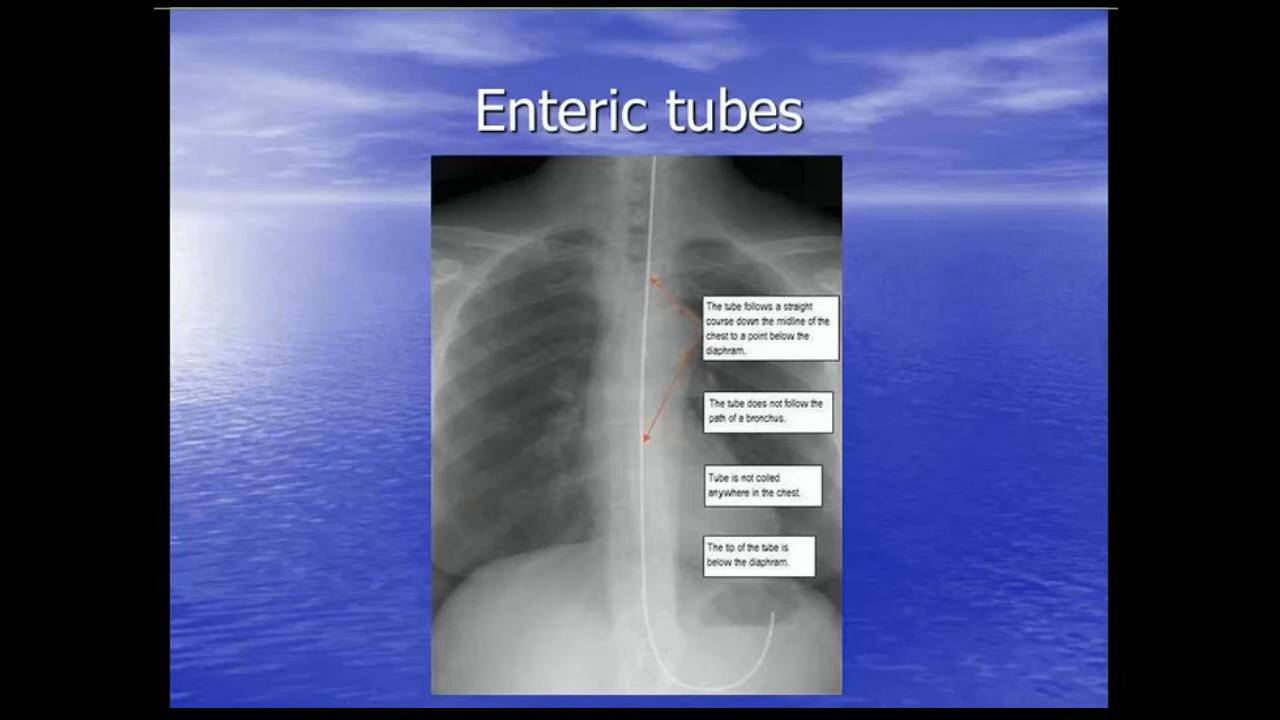 Enteric tubes
The tube follows a straight
course down the midline of the
chest to a point below the
diaphram.
The tube does not follow the
path of a bronchus.
Tube is not coiled
anywhere in the chest.
The tip of the tube is
below the diaphram.